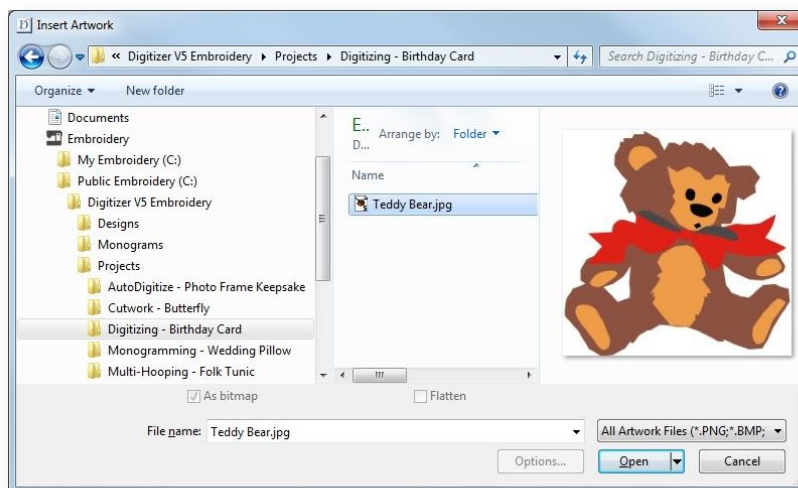 Insert Artwork
« Digitizer V5 Embroidery ▸ Projects ▸ Digitizing - Birthday Card
Search Digitizing - Birthday C...
Organize
New folder
Documents
Embroidery
My Embroidery (C:)
Public Embroidery (C:)
Digitizer V5 Embroidery
Designs
Monograms
Projects
AutoDigitize - Photo Frame Keepsake
Cutwork - Butterfly
Digitizing - Birthday Card
Monogramming - Wedding Pillow
Multi-Hooping - Folk Tunic
E..
D...
Arrange by: Folder
Name
Teddy Bear.jpg
As bitmap
Flatten
File name: Teddy Bear.jpg
All Artwork Files (*.PNG;*.BMP;
Options...
Open
Cancel